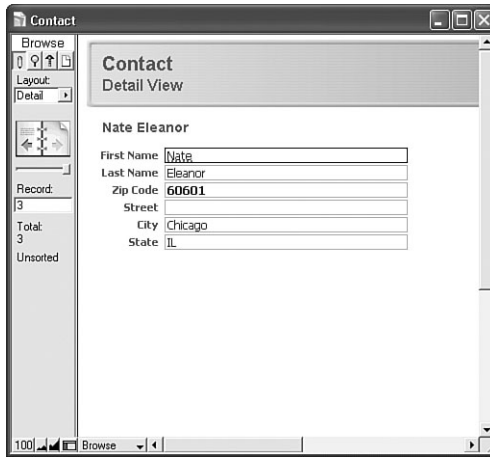 Contact
Browse
Layout:
Detail
Record:
3
Total:
3
Unsorted
Contact
Detail View
Nate Eleanor
First Name Nate
Last Name Eleanor
Zip Code 60601
Street
City Chicago
State IL
100 Browse